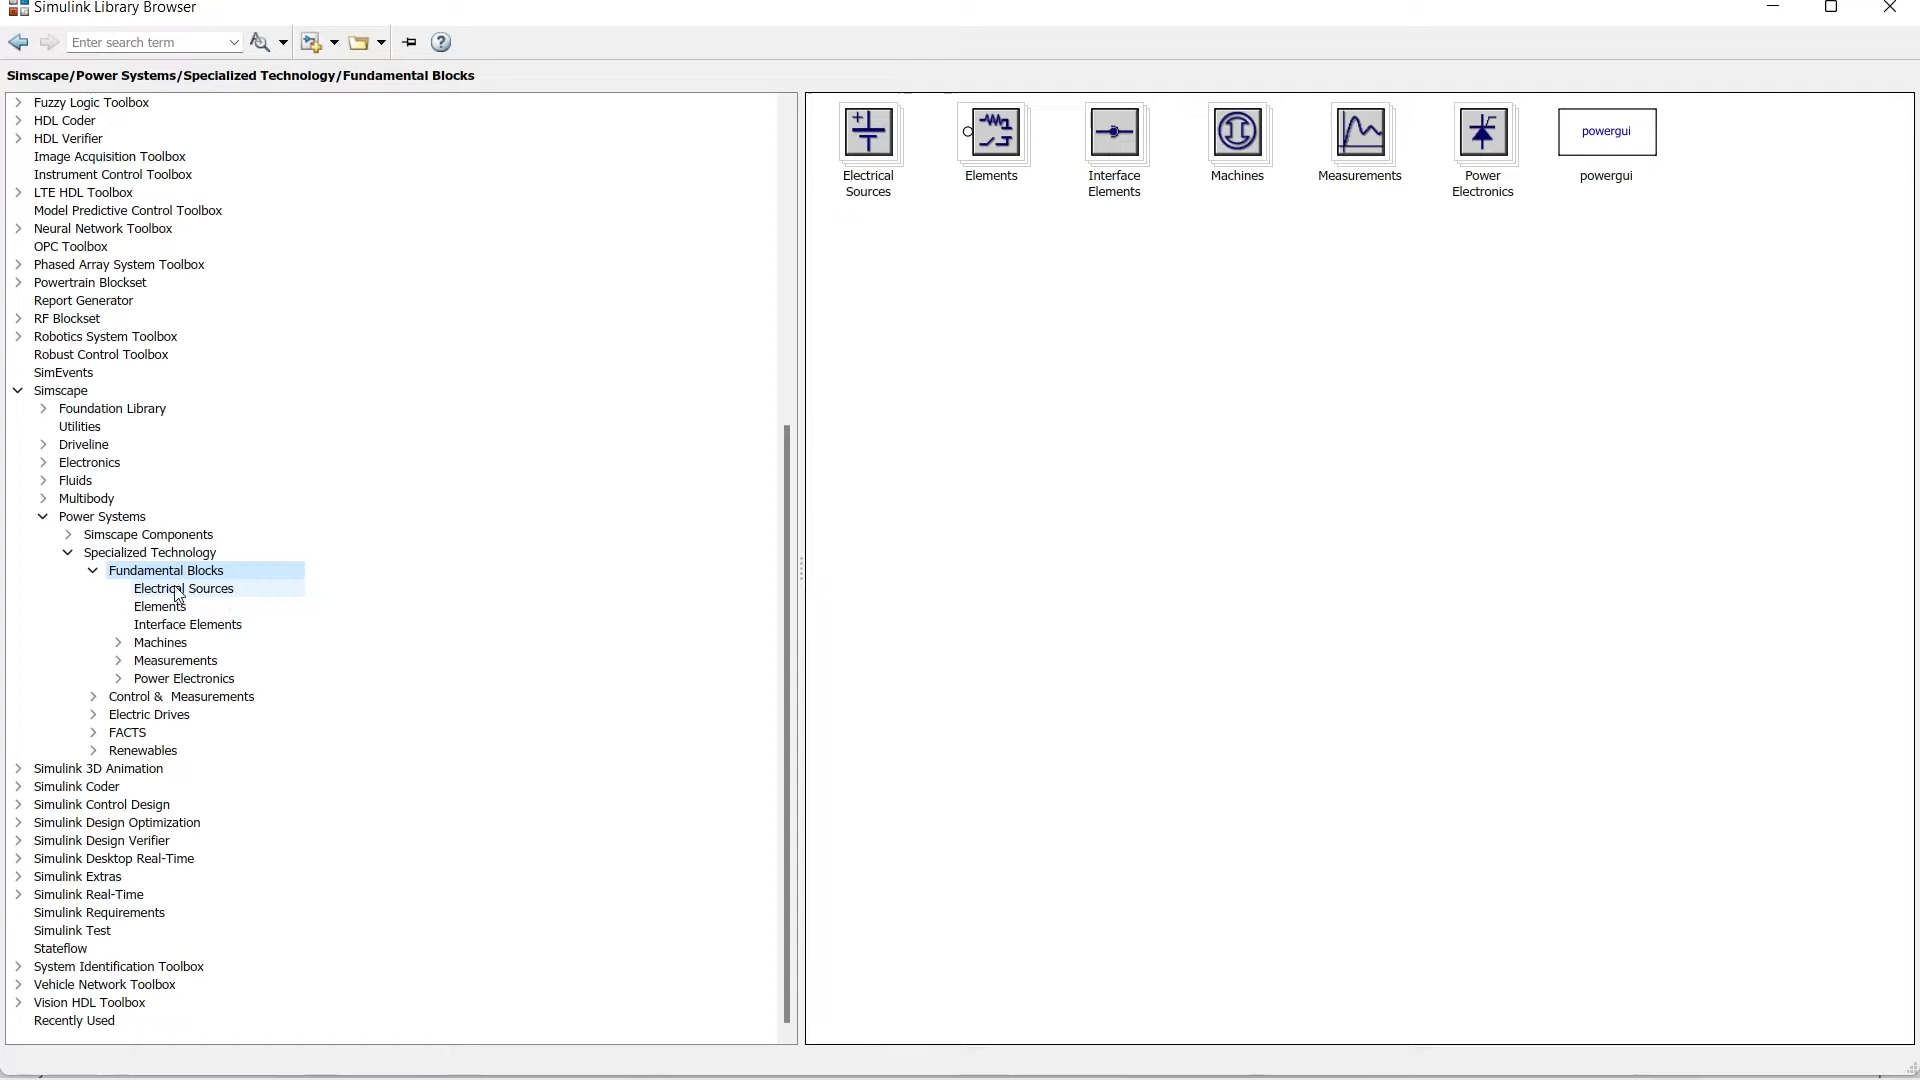 Simulink Library Browser
Enter search term
Simscape/Power Systems/Specialized Technology/Fundamental Blocks
Fuzzy Logic Toolbox
HDL Coder
HDL Verifier
Image Acquisition Toolbox
Instrument Control Toolbox
LTE HDL Toolbox
Model Predictive Control Toolbox
Neural Network Toolbox
OPC Toolbox
Phased Array System Toolbox
Powertrain Blockset
Report Generator
RF Blockset
Robotics System Toolbox
Robust Control Toolbox
SimEvents
Simscape
Foundation Library
Utilities
Driveline
Electronics
Fluids
Multibody
Power Systems
Simscape Components
Specialized Technology
Fundamental Blocks
Electrical Sources
Elements
Interface Elements
Machines
Measurements
Power Electronics
Control &  Measurements
Electric Drives
FACTS
Renewables
Simulink 3D Animation
Simulink Coder
Simulink Control Design
Simulink Design Optimization
Simulink Design Verifier
Simulink Desktop Real-Time
Simulink Extras
Simulink Real-Time
Simulink Requirements
Simulink Test
Stateflow
System Identification Toolbox
Vehicle Network Toolbox
Vision HDL Toolbox
Recently Used
Electrical
Sources
Elements
Interface
Elements
Machines
Measurements
Power
Electronics
powergui
powergui